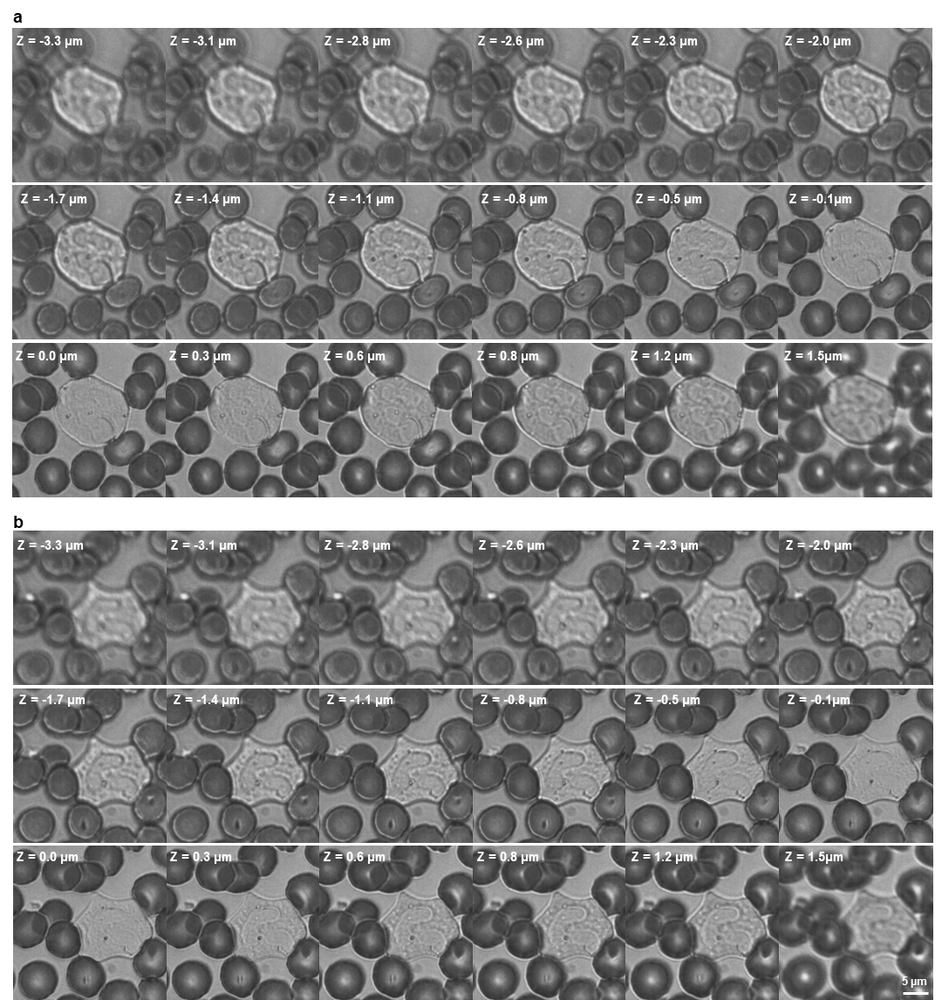 a
Z = -3.3 µm Z = -3.1 µm Z = -2.8 µm Z = -2.6 µm Z = -2.3 µm Z = -2.0 µm
Z = -1.7 µm Z = -1.4 µm Z = -1.1 µm Z = -0.8 µm Z = -0.5 µm Z = -0.1µm
Z = 0.0 µm Z = 0.3 µm Z = 0.6 µm Z = 0.8 µm Z = 1.2 µm Z = 1.5µm
b
Z = -3.3 µm Z = -3.1 µm Z = -2.8 µm Z = -2.6 µm Z = -2.3 µm Z = -2.0 µm
Z = -1.7 µm Z = -1.4 µm Z = -1.1 µm Z = -0.8 µm Z = -0.5 µm Z = -0.1µm
Z = 0.0 µm Z = 0.3 µm Z = 0.6 µm Z = 0.8 µm Z = 1.2 µm Z = 1.5µm
5 µm